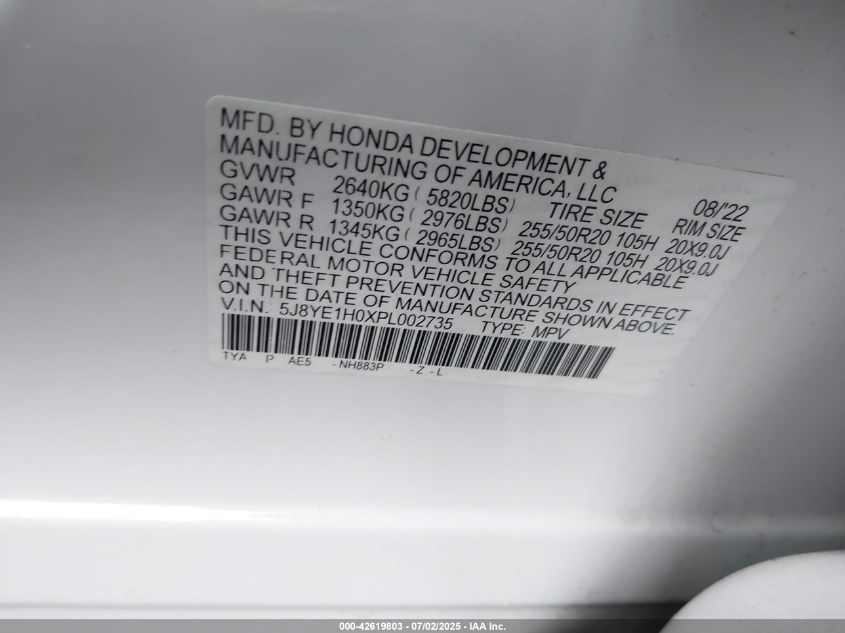 MFD. BY HONDA DEVELOPMENT &
MANUFACTURING OF AMERICA, LLC
08/'22
GVWR 2640KG ( 5820LBS) TIRE SIZE RIM SIZE
GAWR F 1350KG ( 2976LBS) 255/50R20 105H 20X9.0J
GAWR R 1345KG ( 2965LBS) 255/50R20 105H 20X9.0J
THIS VEHICLE CONFORMS TO ALL APPLICABLE
FEDERAL MOTOR VEHICLE SAFETY
AND THEFT PREVENTION STANDARDS IN EFFECT
ON THE DATE OF MANUFACTURE SHOWN ABOVE.
V.I.N. 5J8YE1H0XPL002735 TYPE: MPV
TYA P AE5 -NH883P -Z -L
000-42619803 - 07/02/2025 - IAA Inc.